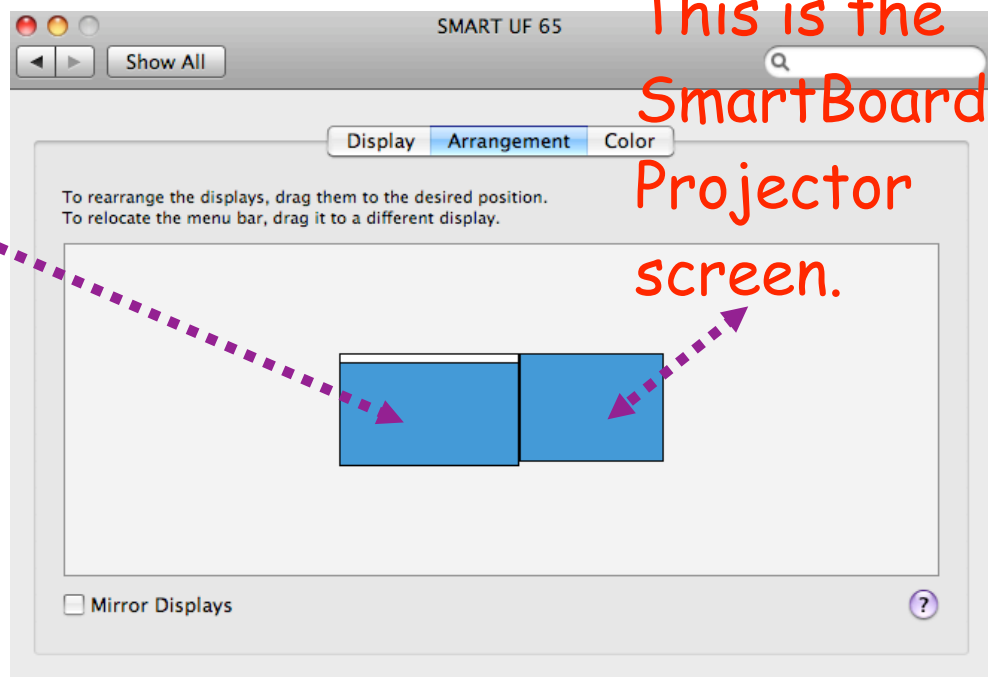 SMART UF 65
This is the
Show All
SmartBoard
Display Arrangement Color
Projector
To rearrange the displays, drag them to the desired position.
To relocate the menu bar, drag it to a different display.
screen.
Mirror Displays
?